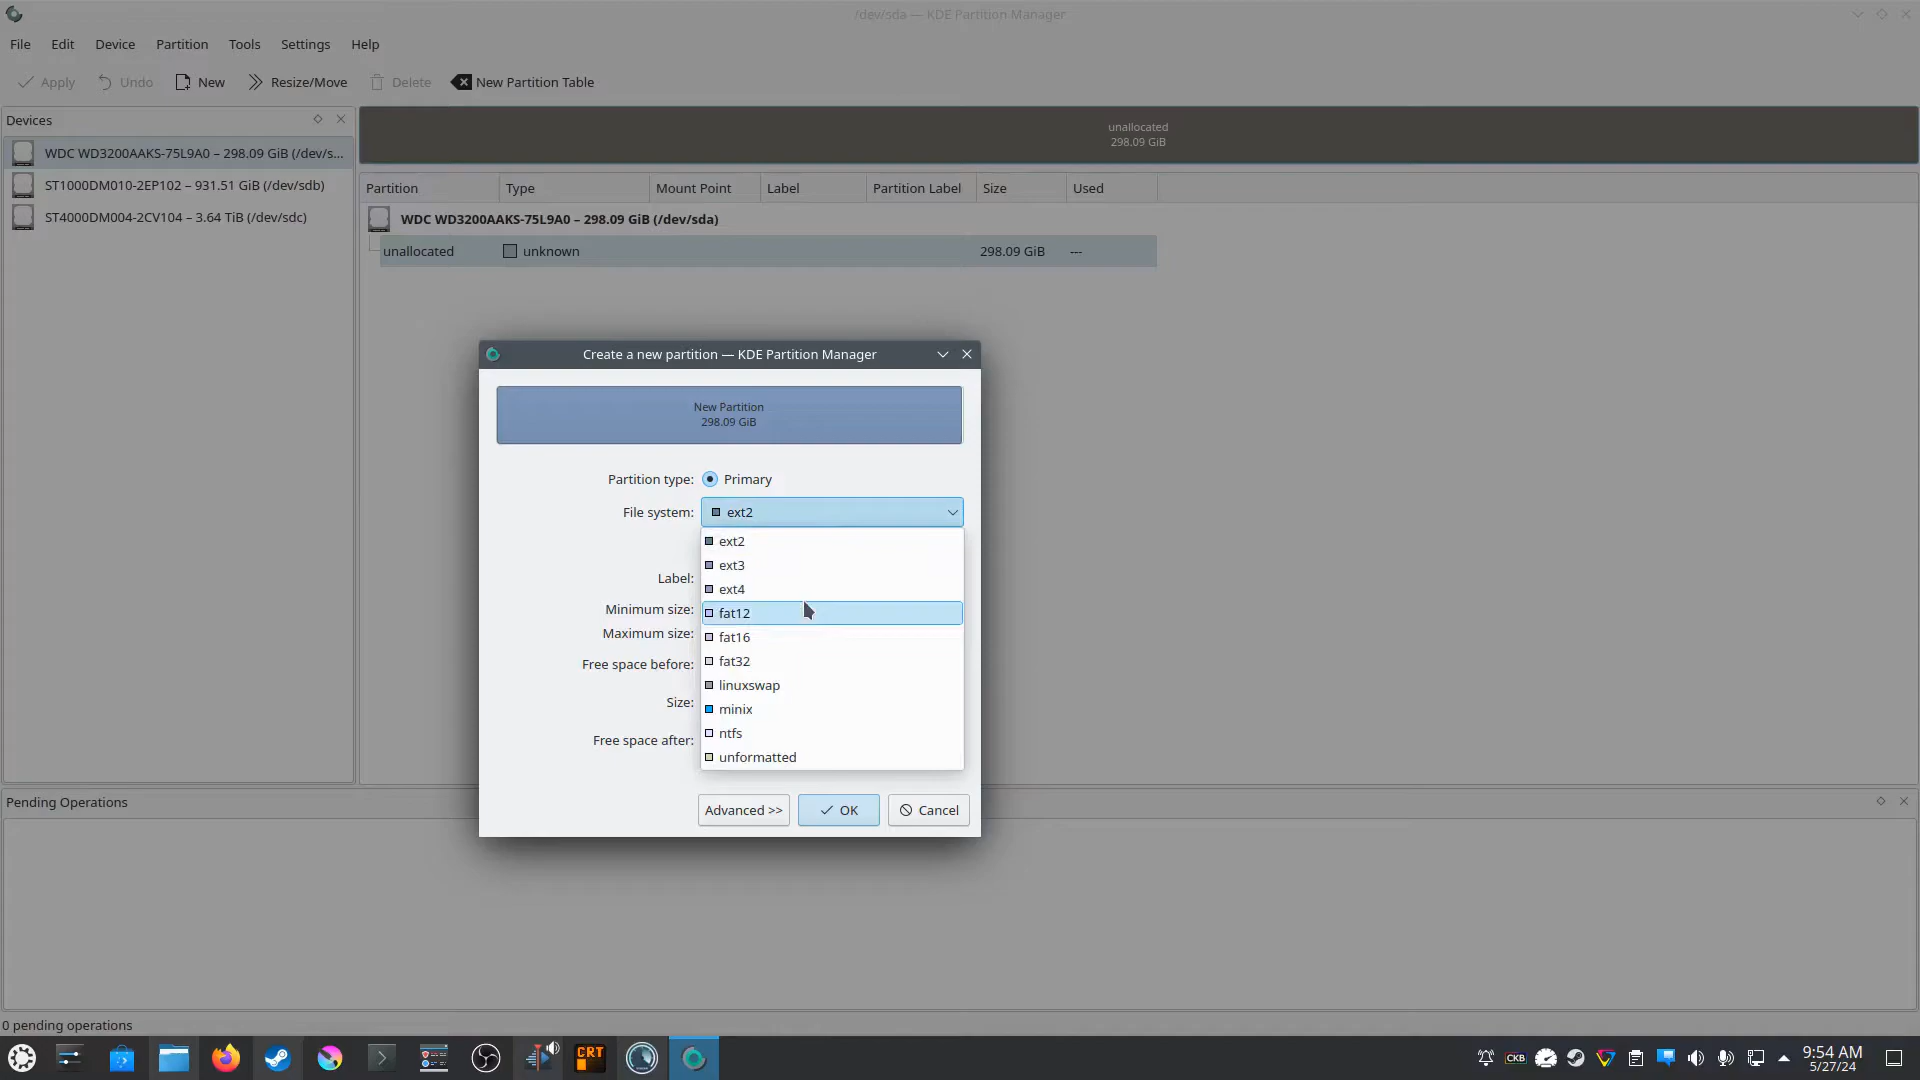 /dev/sda — KDE Partition Manager
File Edit Device Partition Tools Settings Help
Apply Undo New Resize/Move Delete New Partition Table
Devices
WDC WD3200AAKS-75L9A0 – 298.09 GiB (/dev/s...
ST1000DM010-2EP102 – 931.51 GiB (/dev/sdb)
ST4000DM004-2CV104 – 3.64 TiB (/dev/sdc)
unallocated
298.09 GiB
Partition Type Mount Point Label Partition Label Size Used
WDC WD3200AAKS-75L9A0 – 298.09 GiB (/dev/sda)
unallocated unknown 298.09 GiB ---
Create a new partition — KDE Partition Manager
New Partition
298.09 GiB
Partition type: Primary
File system: ext2
ext2
ext3
ext4
fat12
fat16
fat32
linuxswap
minix
ntfs
unformatted
Label:
Minimum size:
Maximum size:
Free space before:
Size:
Free space after:
Advanced >> OK Cancel
Pending Operations
0 pending operations
CRT
CKB
9:54 AM
5/27/24